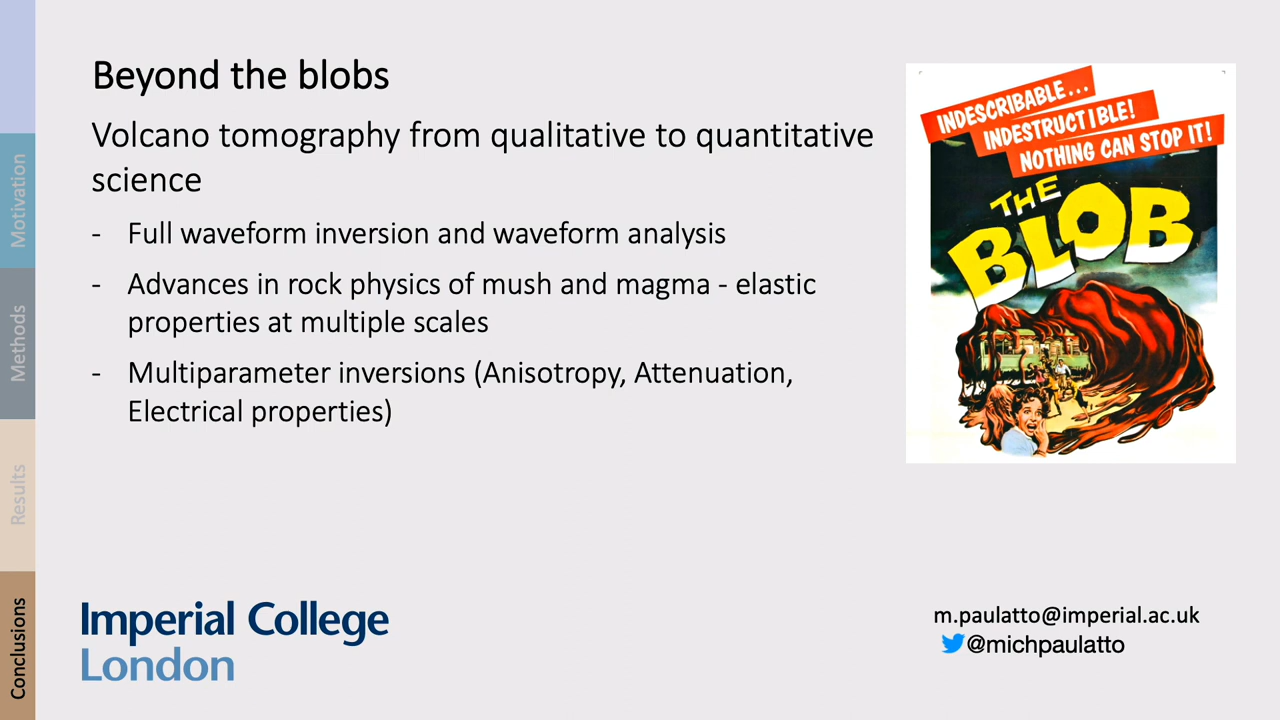 Beyond the blobs
Volcano tomography from qualitative to quantitative
science
- Full waveform inversion and waveform analysis
- Advances in rock physics of mush and magma - elastic
properties at multiple scales
- Multiparameter inversions (Anisotropy, Attenuation,
Electrical properties)
INDESCRIBABLE...
INDESTRUCTIBLE!
NOTHING CAN STOP IT!
THE
BLOB
Motivation
Methods
Results
Conclusions
Imperial College
London
m.paulatto@imperial.ac.uk
@michpaulatto